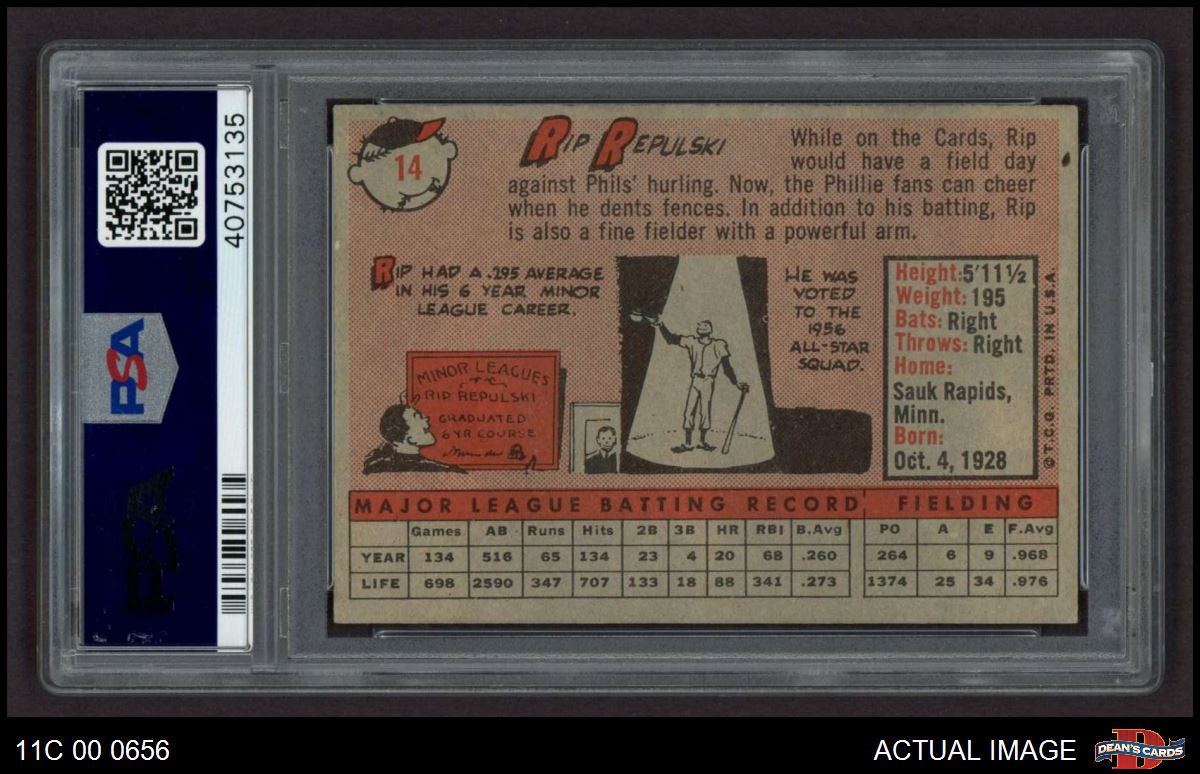 40753135
PSA
14
RIP REPULSKI
While on the Cards, Rip
would have a field day
against Phils' hurling. Now, the Phillie fans can cheer
when he dents fences. In addition to his batting, Rip
is also a fine fielder with a powerful arm.
RIP HAD A .295 AVERAGE
IN HIS 6 YEAR MINOR
LEAGUE CAREER.
MINOR LEAGUES
RIP REPULSKI
GRADUATED
6 YR COURSE
HE WAS
VOTED
TO THE
1956
ALL-STAR
SQUAD.
Height: 5'11½
Weight: 195
Bats: Right
Throws: Right
Home:
Sauk Rapids,
Minn.
Born:
Oct. 4, 1928
© T.C.G. PRTD. IN U.S.A.
MAJOR LEAGUE BATTING RECORD FIELDING
Games AB Runs Hits 2B 3B HR RBI B.Avg PO A E F.Avg
YEAR 134 516 65 134 23 4 20 68 .260 264 6 9 .968
LIFE 698 2590 347 707 133 18 88 341 .273 1374 25 34 .976
11C 00 0656
ACTUAL IMAGE
DEAN'S CARDS